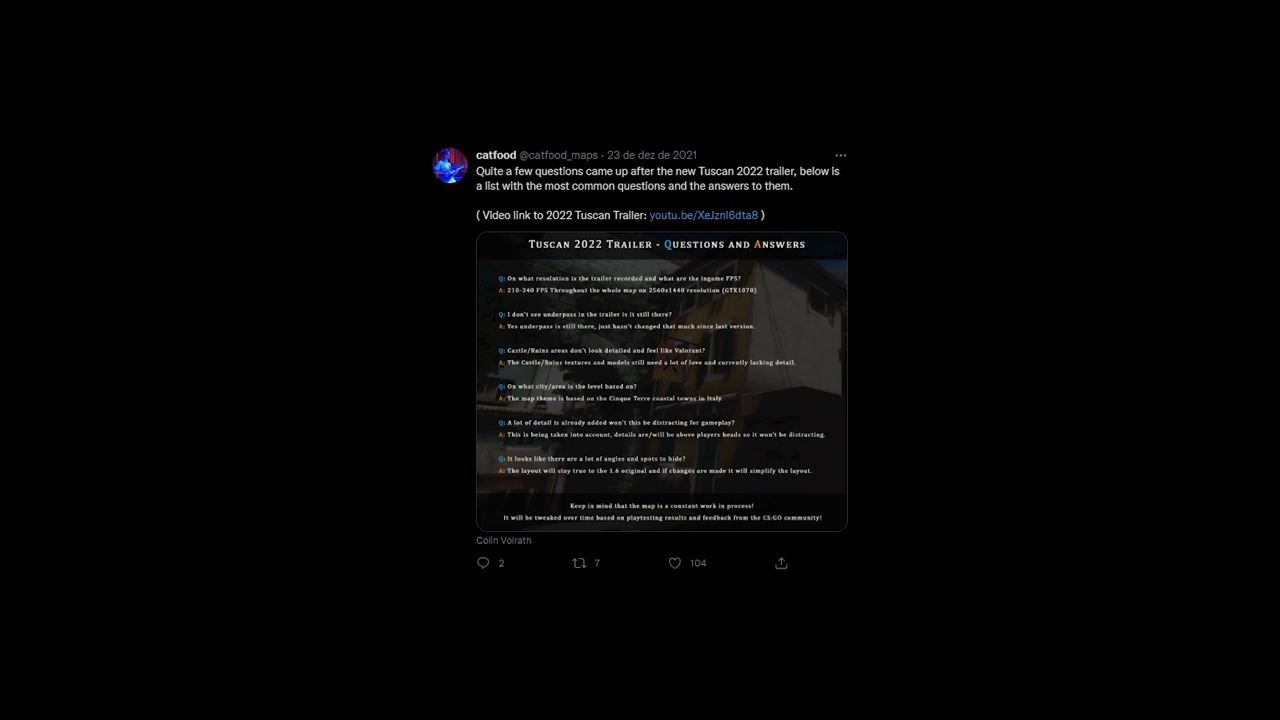 catfood @catfood_maps · 23 de dez de 2021
Quite a few questions came up after the new Tuscan 2022 trailer, below is
a list with the most common questions and the answers to them.
( Video link to 2022 Tuscan Trailer: youtu.be/XeJznI6dta8 )
Tuscan 2022 Trailer - Questions and Answers
Q: On what resolution is the trailer recorded and what are the ingame FPS?
A: 210-340 FPS Throughout the whole map on 2560x1440 resolution (GTX1070)
Q: I don't see underpass in the trailer is it still there?
A: Yes underpass is still there, just hasn't changed that much since last version.
Q: Castle/Ruins areas don't look detailed and feel like Valorant?
A: The Castle/Ruins textures and models still need a lot of love and currently lacking detail.
Q: On what city/area is the level based on?
A: The map theme is based on the Cinque Terre coastal towns in Italy.
Q: A lot of detail is already added won't this be distracting for gameplay?
A: This is being taken into account, details are/will be above players heads so it won't be distracting.
Q: It looks like there are a lot of angles and spots to hide?
A: The layout will stay true to the 1.6 original and if changes are made it will simplify the layout.
Keep in mind that the map is a constant work in process!
It will be tweaked over time based on playtesting results and feedback from the CS:GO community!
Colin Volrath
2 7 104